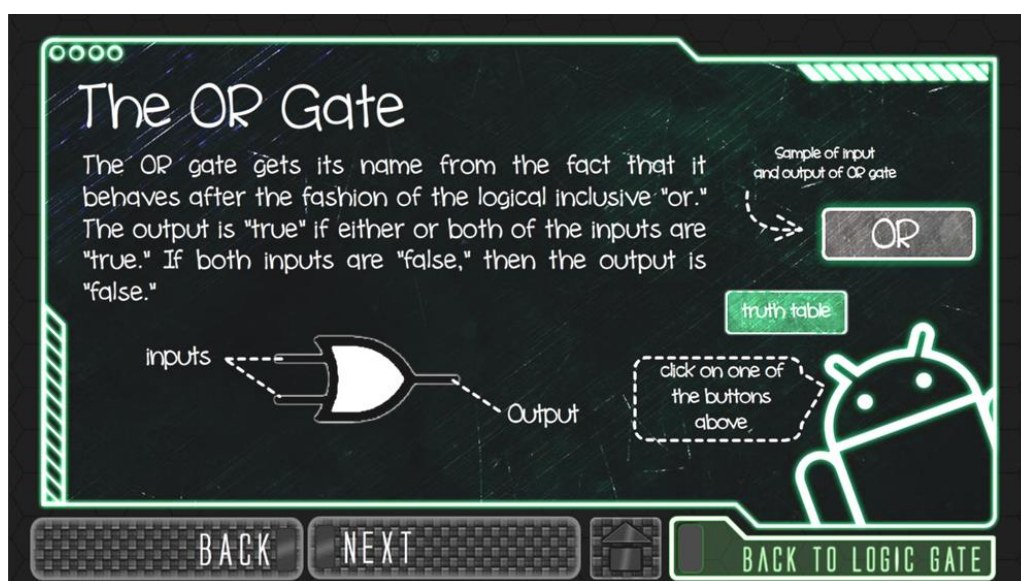 The OR Gate
The OR gate gets its name from the fact that it
behaves after the fashion of the logical inclusive "or."
The output is "true" if either or both of the inputs are
"true." If both inputs are "false," then the output is
"false."
Sample of input
and output of OR gate
OR
truth table
click on one of
the buttons
above
inputs
Output
BACK
NEXT
BACK TO LOGIC GATE